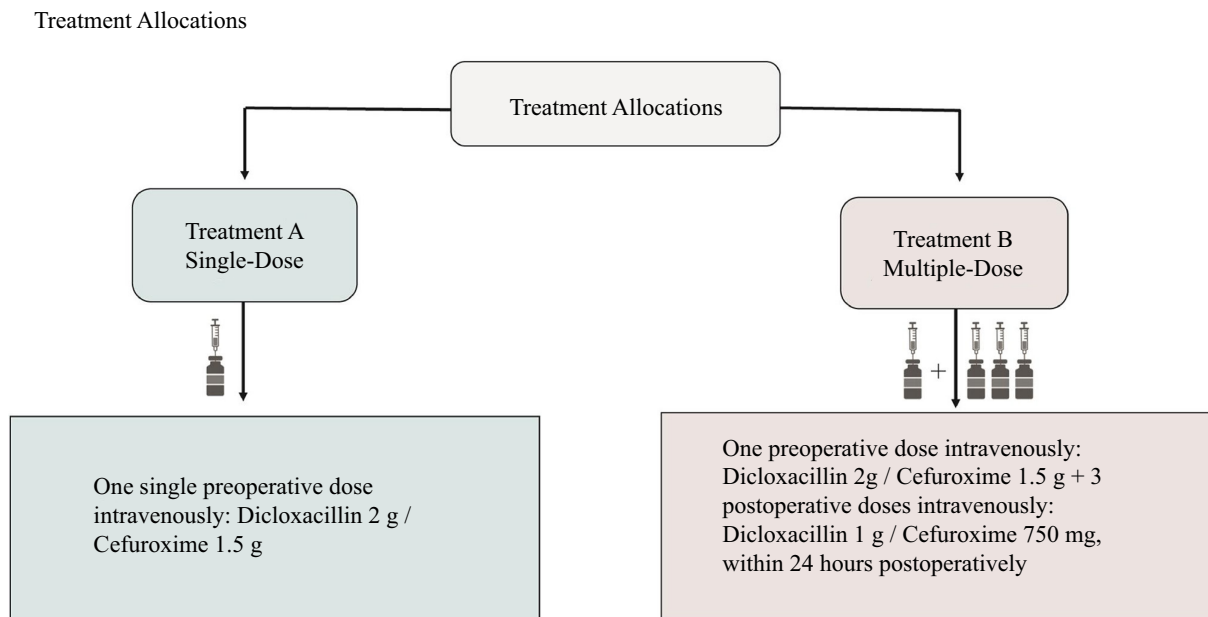 Treatment Allocations
Treatment Allocations
Treatment A
Single-Dose
Treatment B
Multiple-Dose
+
One single preoperative dose
intravenously: Dicloxacillin 2 g /
Cefuroxime 1.5 g
One preoperative dose intravenously:
Dicloxacillin 2g / Cefuroxime 1.5 g + 3
postoperative doses intravenously:
Dicloxacillin 1 g / Cefuroxime 750 mg,
within 24 hours postoperatively